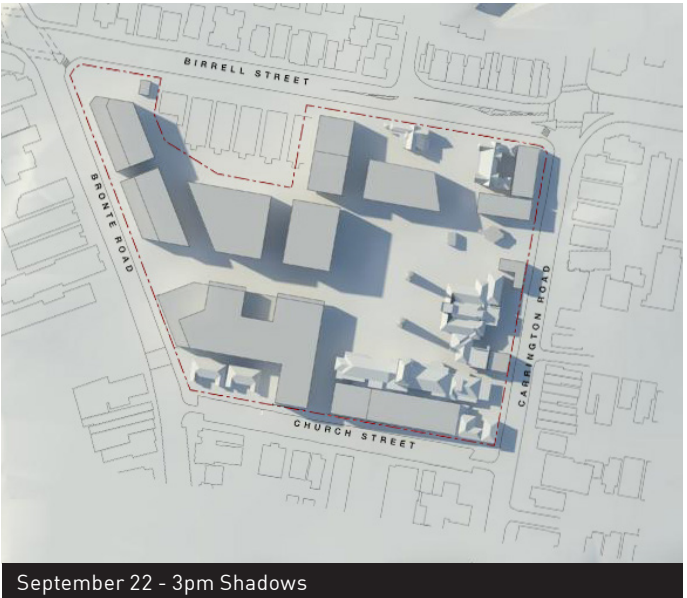 BIRRELL STREET
BRONTE ROAD
CARRINGTON ROAD
CHURCH STREET
September 22 - 3pm Shadows